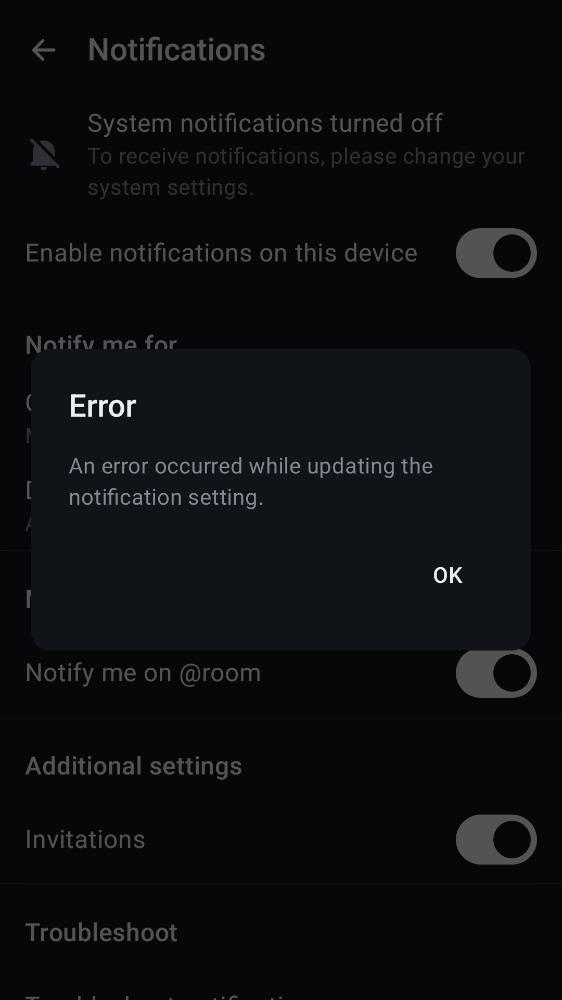 Notifications
System notifications turned off
To receive notifications, please change your
system settings.
Enable notifications on this device
Notify me for
Error
An error occurred while updating the
notification setting.
OK
Notify me on @room
Additional settings
Invitations
Troubleshoot
Troubleshoot notifications